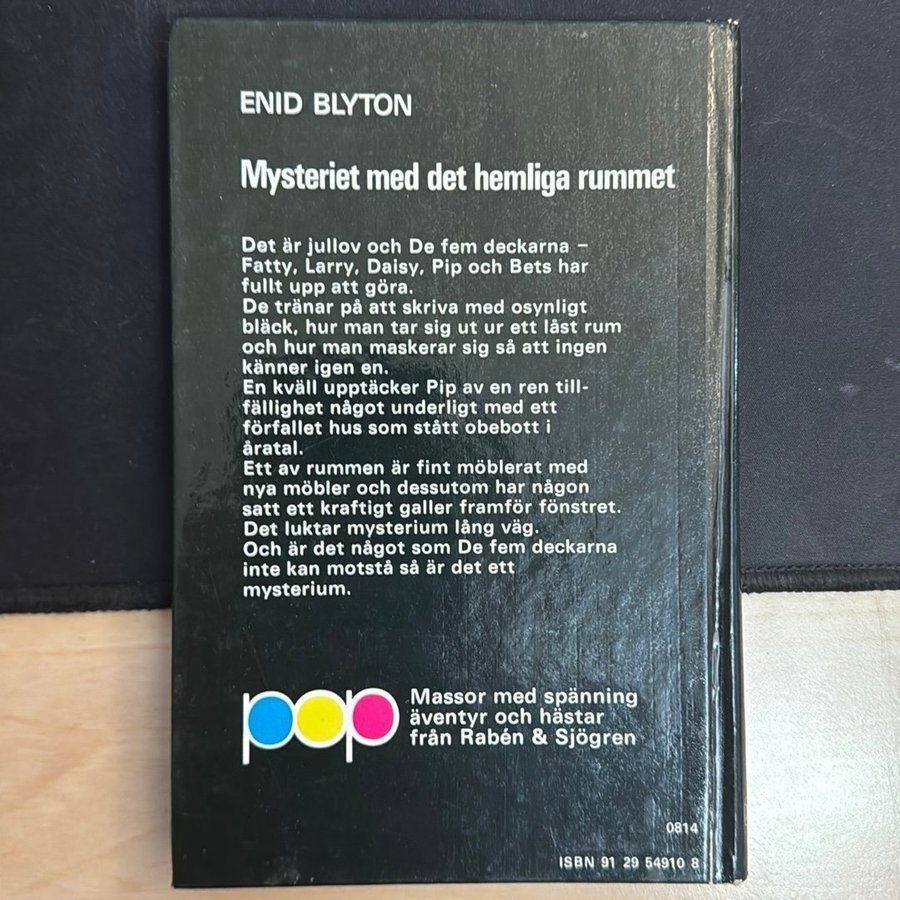 ENID BLYTON
Mysteriet med det hemliga rummet
Det är jullov och De fem deckarna –
Fatty, Larry, Daisy, Pip och Bets har
fullt upp att göra.
De tränar på att skriva med osynligt
bläck, hur man tar sig ut ur ett låst rum
och hur man maskerar sig så att ingen
känner igen en.
En kväll upptäcker Pip av en ren till-
fällighet något underligt med ett
förfallet hus som stått obebott i
åratal.
Ett av rummen är fint möblerat med
nya möbler och dessutom har någon
satt ett kraftigt galler framför fönstret.
Det luktar mysterium lång väg.
Och är det något som De fem deckarna
inte kan motstå så är det ett
mysterium.
pop
Massor med spänning
äventyr och hästar
från Rabén & Sjögren
0814
ISBN 91 29 54910 8